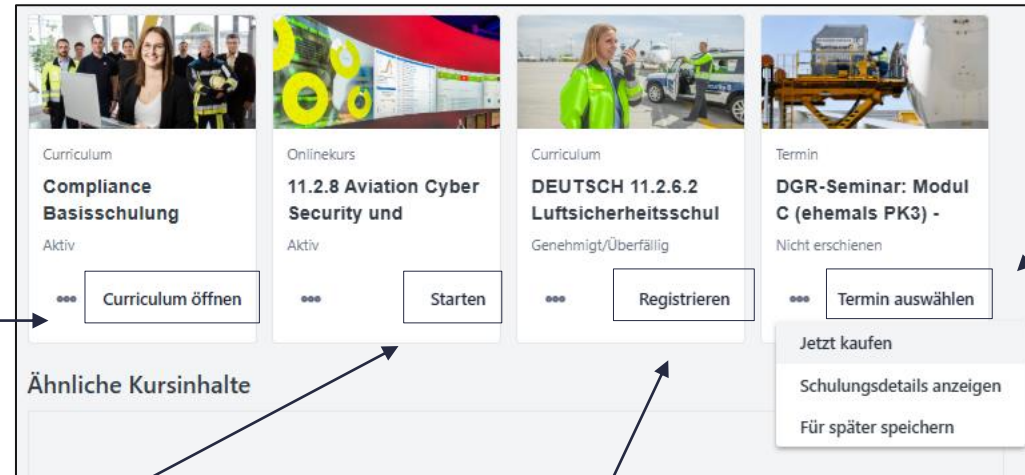 Curriculum
Compliance
Basisschulung
Aktiv
Curriculum öffnen
Onlinekurs
11.2.8 Aviation Cyber
Security und
Aktiv
Starten
Curriculum
DEUTSCH 11.2.6.2
Luftsicherheitsschul
Genehmigt/Überfällig
Registrieren
Termin
DGR-Seminar: Modul
C (ehemals PK3) -
Nicht erschienen
Termin auswählen
Jetzt kaufen
Schulungsdetails anzeigen
Für später speichern
Ähnliche Kursinhalte